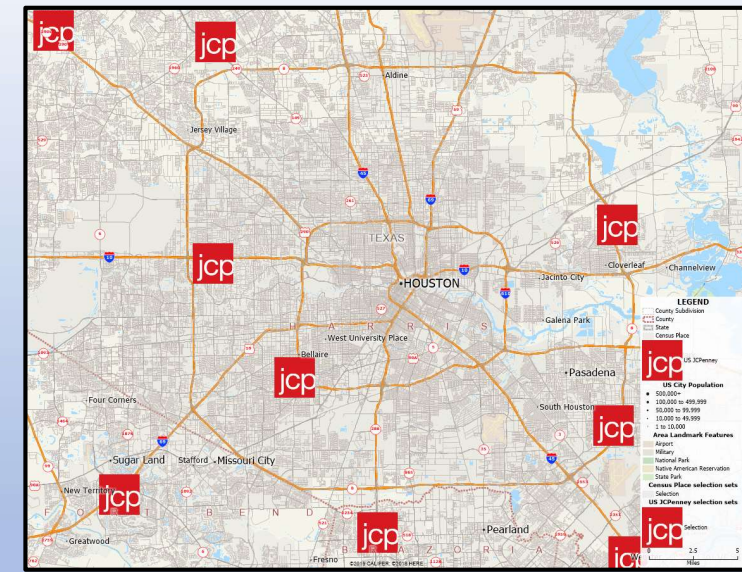 jcp
jcp
Aldine
Jersey Village
TEXAS
jcp
jcp
Cloverleaf
Channelview
Jacinto City
HOUSTON
Galena Park
HARRIS
West University Place
Bellaire
jcp
Pasadena
Four Corners
South Houston
jcp
Sugar Land
Stafford
Missouri City
New Territory
jcp
FORT BEND
jcp
Pearland
Greatwood
Fresno
BRAZORIA
jcp
©2018 CALIPER; ©2018 HERE
LEGEND
County Subdivision
County
State
Census Place
jcp US JCPenney
US City Population
500,000+
100,000 to 499,999
50,000 to 99,999
10,000 to 49,999
1 to 10,000
Area Landmark Features
Airport
Military
National Park
Native American Reservation
State Park
Census Place selection sets
Selection
US JCPenney selection sets
jcp Selection
0 2.5 5
Miles